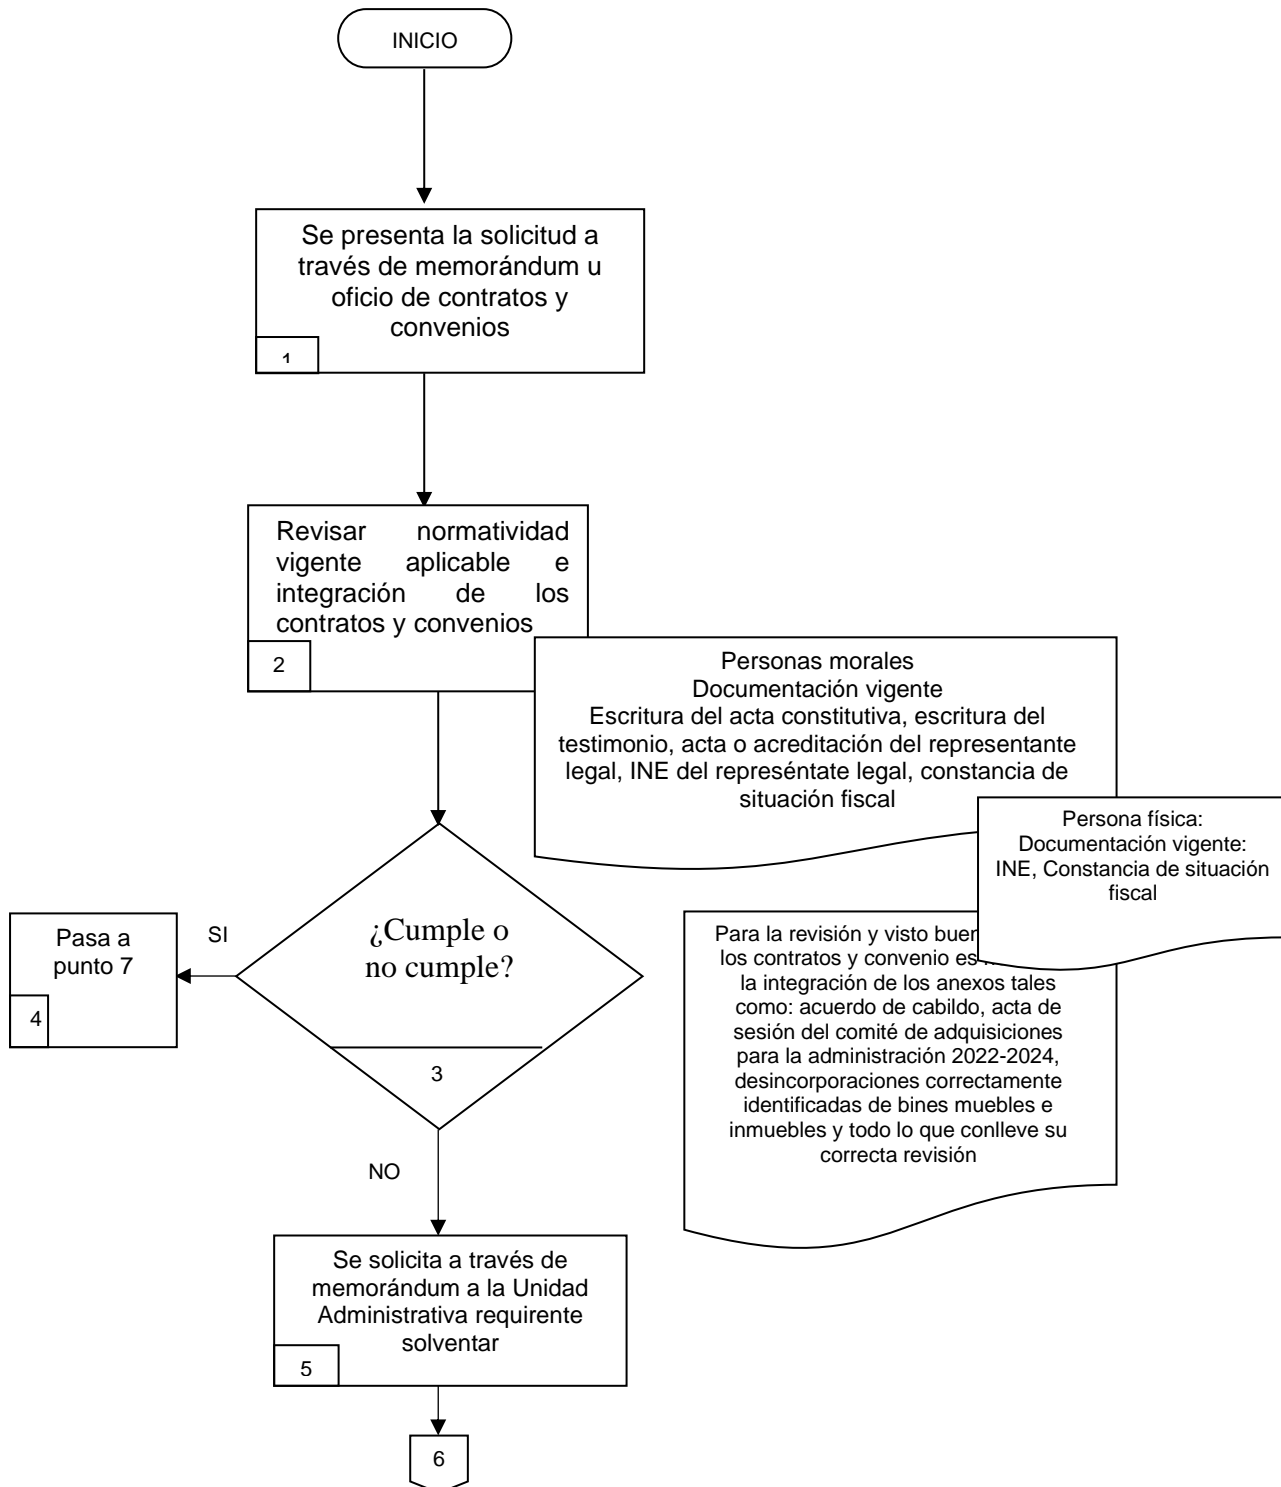 INICIO
Se presenta la solicitud a
través de memorándum u
oficio de contratos y
convenios
1
Revisar normatividad
vigente aplicable e
integración de los
contratos y convenios
2
Personas morales
Documentación vigente
Escritura del acta constitutiva, escritura del
testimonio, acta o acreditación del representante
legal, INE del represéntate legal, constancia de
situación fiscal
Persona física:
Documentación vigente:
INE, Constancia de situación
fiscal
Para la revisión y visto
los contratos y convenio es
la integración de los anexos tales
como: acuerdo de cabildo, acta de
sesión del comité de adquisiciones
para la administración 2022-2024,
desincorporaciones correctamente
identificadas de bines muebles e
inmuebles y todo lo que conlleve su
correcta revisión
¿Cumple o
no cumple?
3
SI
Pasa a
punto 7
4
NO
Se solicita a través de
memorándum a la Unidad
Administrativa requirente
solventar
5
6